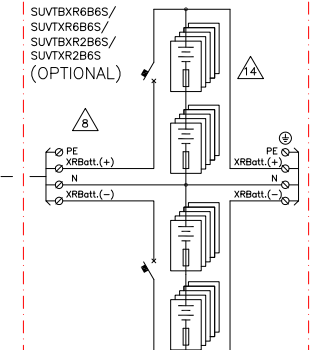 SUVTBXR6B6S/
SUVTXR6B6S/
SUVTBXR2B6S/
SUVTXR2B6S
(OPTIONAL)
14
8
PE
PE
XRBatt.(+)
XRBatt.(+)
N
N
XRBatt.(−)
XRBatt.(−)